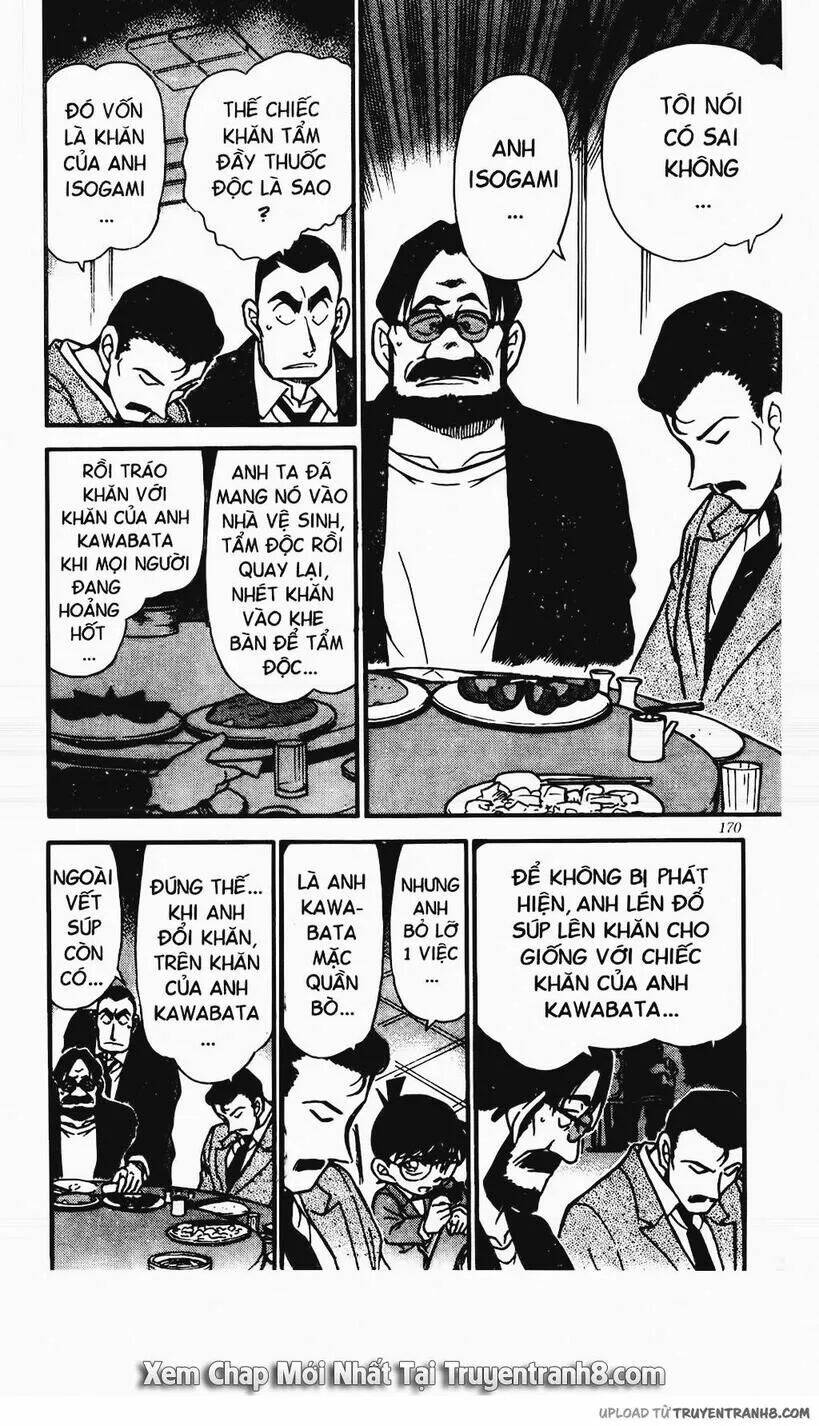 TÔI NÓI
CÓ SAI
KHÔNG
...
ANH
ISOGAMI
...
THẾ CHIẾC
KHĂN TẨM
ĐẦY THUỐC
ĐỘC LÀ SAO
?
ĐÓ VỐN
LÀ KHĂN
CỦA ANH
ISOGAMI
...
ANH TA ĐÃ
MANG NÓ VÀO
NHÀ VỆ SINH,
TẨM ĐỘC RỒI
QUAY LẠI,
NHÉT KHĂN
VÀO KHE
BÀN ĐỂ TẨM
ĐỘC...
RỒI TRÁO
KHĂN VỚI
KHĂN CỦA ANH
KAWABATA
KHI MỌI NGƯỜI
ĐANG
HOẢNG
HỐT
...
170
ĐỂ KHÔNG BỊ PHÁT
HIỆN, ANH LÉN ĐỔ
SÚP LÊN KHĂN CHO
GIỐNG VỚI CHIẾC
KHĂN CỦA ANH
KAWABATA...
NHƯNG
ANH
BỎ LỠ
1 VIỆC
...
LÀ ANH
KAWA-
BATA
MẶC
QUẦN
BÒ...
ĐÚNG THẾ...
KHI ANH
ĐỔI KHĂN,
TRÊN KHĂN
CỦA ANH
KAWABATA
...
NGOÀI
VẾT
SÚP
CÒN
CÓ...
Xem Chap Mới Nhất Tại Truyentranh8.com
UPLOAD TỪ TRUYENTRANH8.COM